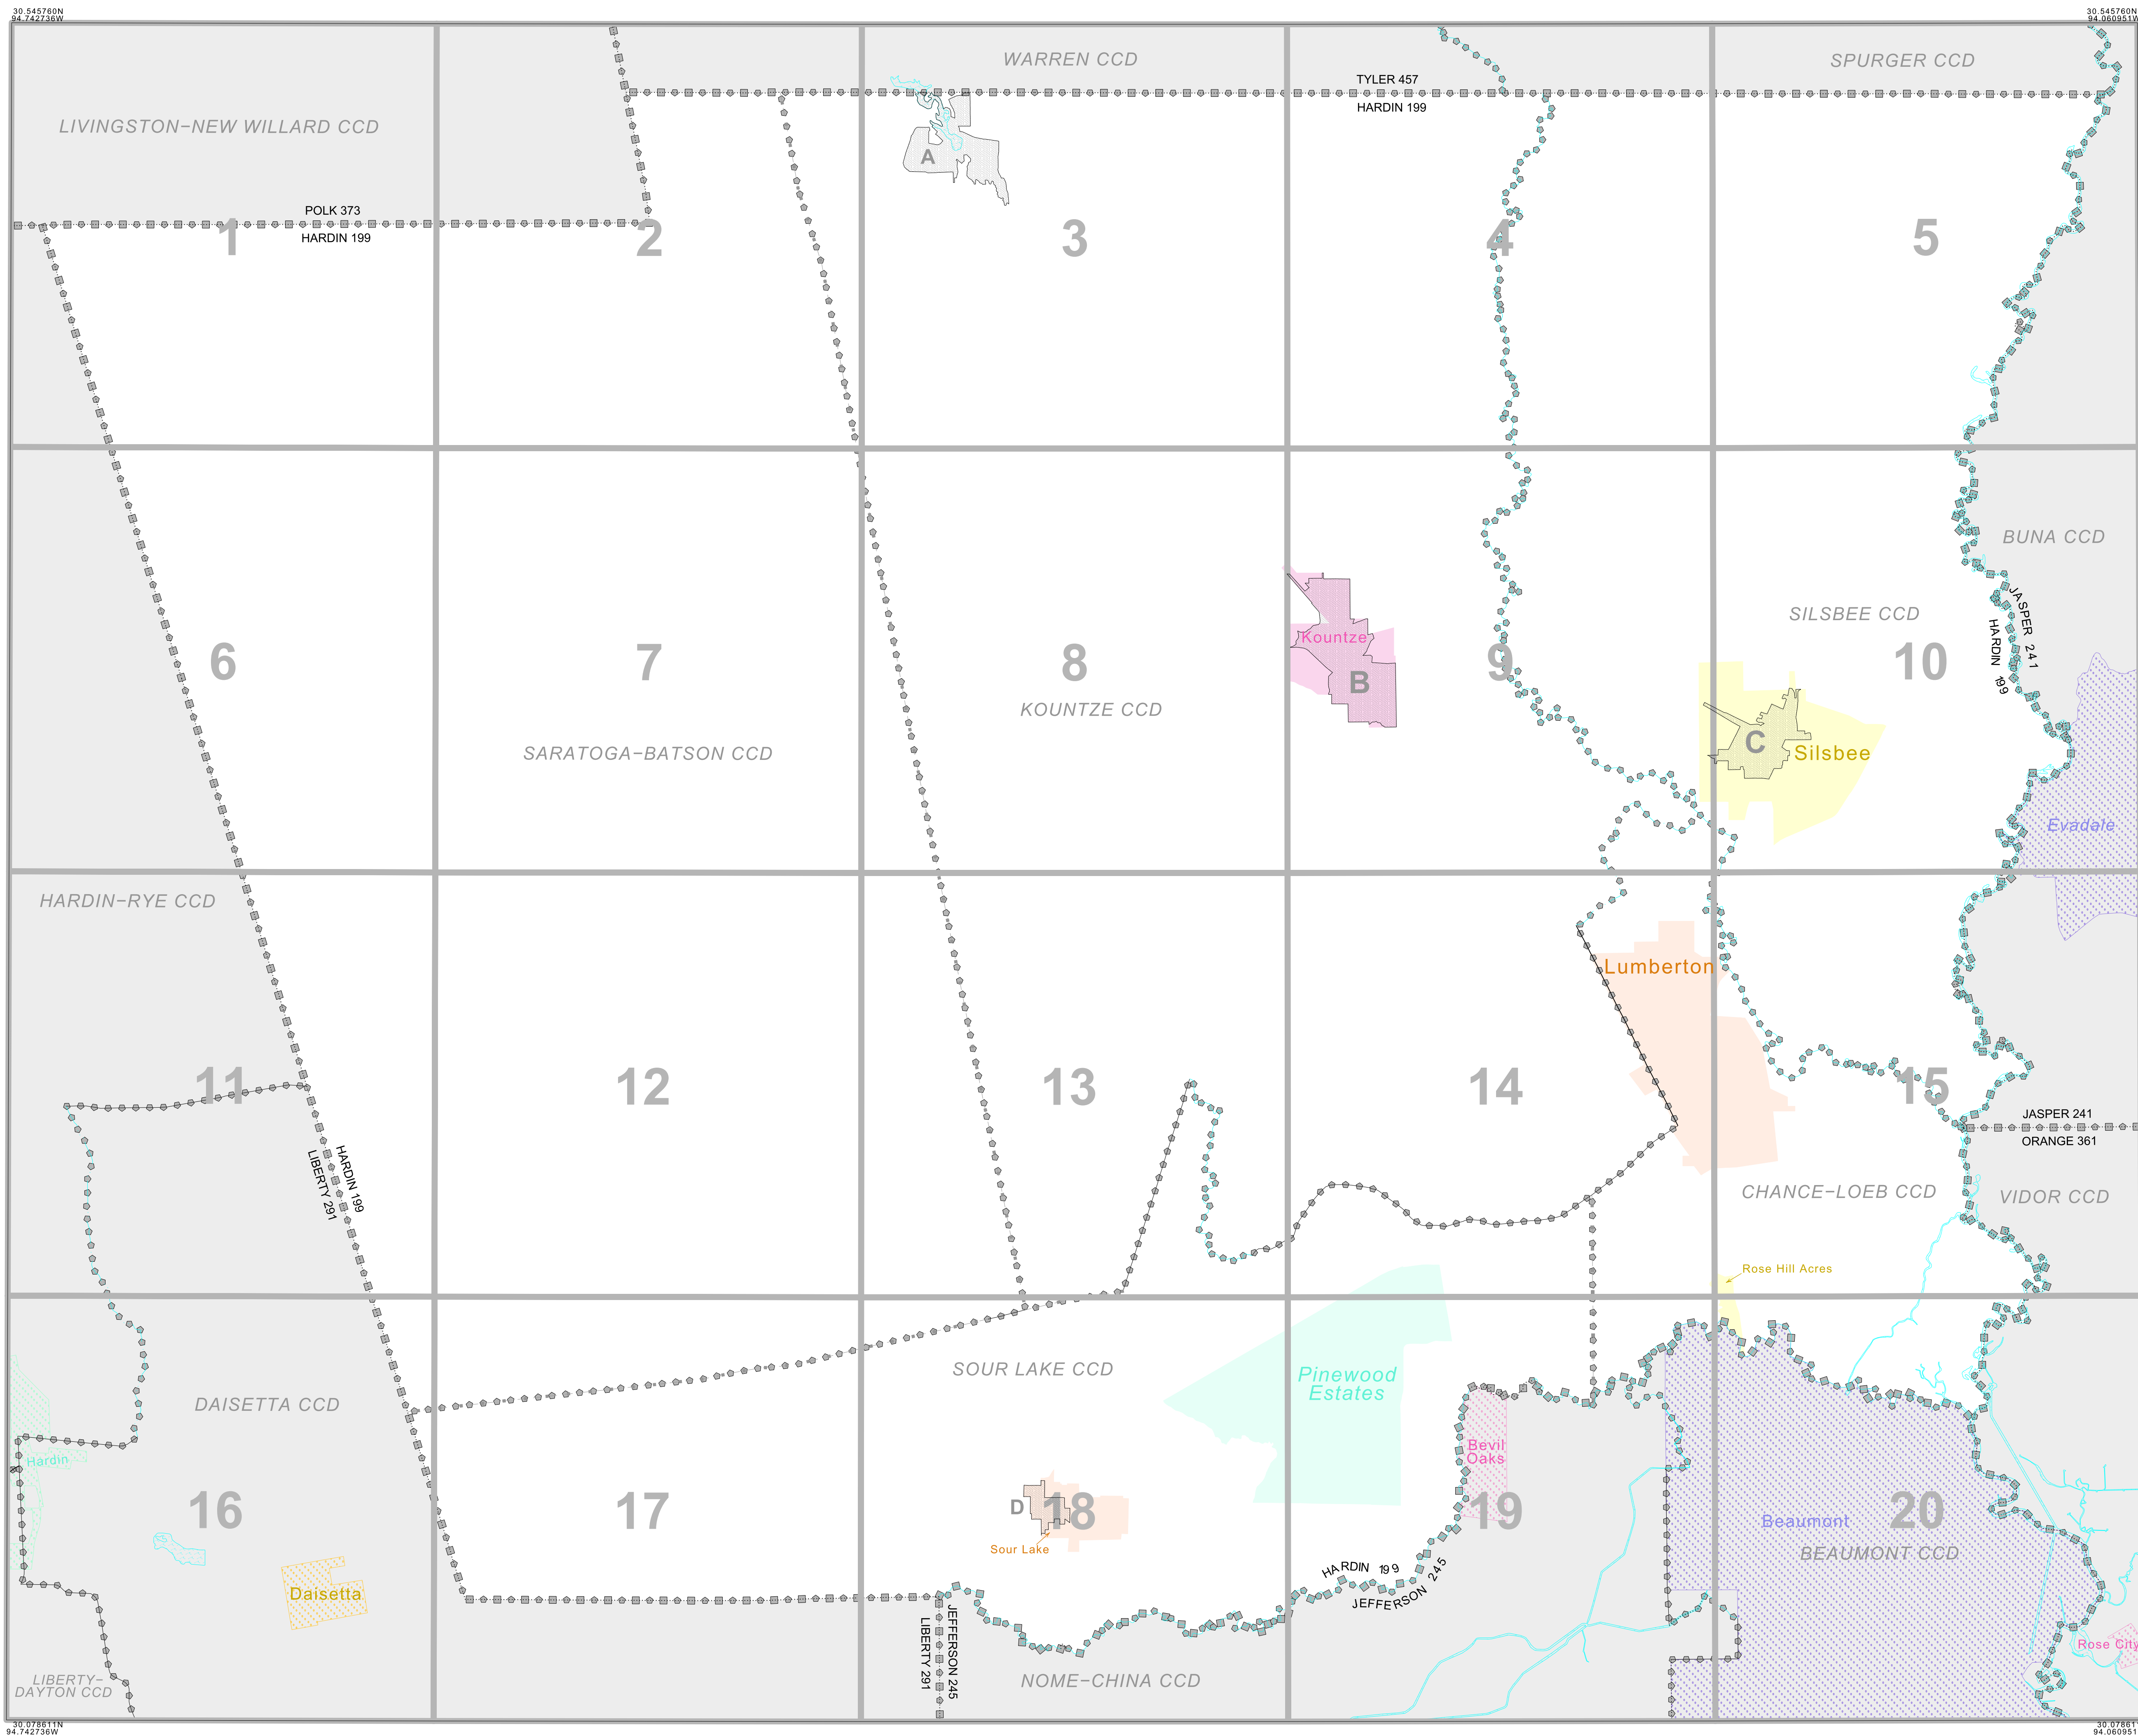 30.545760N
94.742736W
30.545760N
94.060951W
WARREN CCD
SPURGER CCD
TYLER 457
HARDIN 199
LIVINGSTON-NEW WILLARD CCD
A
POLK 373
HARDIN 199
1
2
3
4
5
BUNA CCD
JASPER 241
HARDIN 199
SILSBEE CCD
Kountze
6
7
8
9
10
B
KOUNTZE CCD
SARATOGA-BATSON CCD
C
Silsbee
Evadale
HARDIN-RYE CCD
Lumberton
11
12
13
14
15
JASPER 241
ORANGE 361
HARDIN 199
LIBERTY 291
CHANCE-LOEB CCD
VIDOR CCD
Rose Hill Acres
SOUR LAKE CCD
Pinewood
Estates
DAISETTA CCD
Bevil
Oaks
Hardin
16
17
D
18
19
20
Beaumont
Sour Lake
BEAUMONT CCD
HARDIN 199
JEFFERSON 245
Daisetta
JEFFERSON 245
LIBERTY 291
Rose City
LIBERTY-
DAYTON CCD
NOME-CHINA CCD
30.078611N
94.742736W
30.07861
94.060951